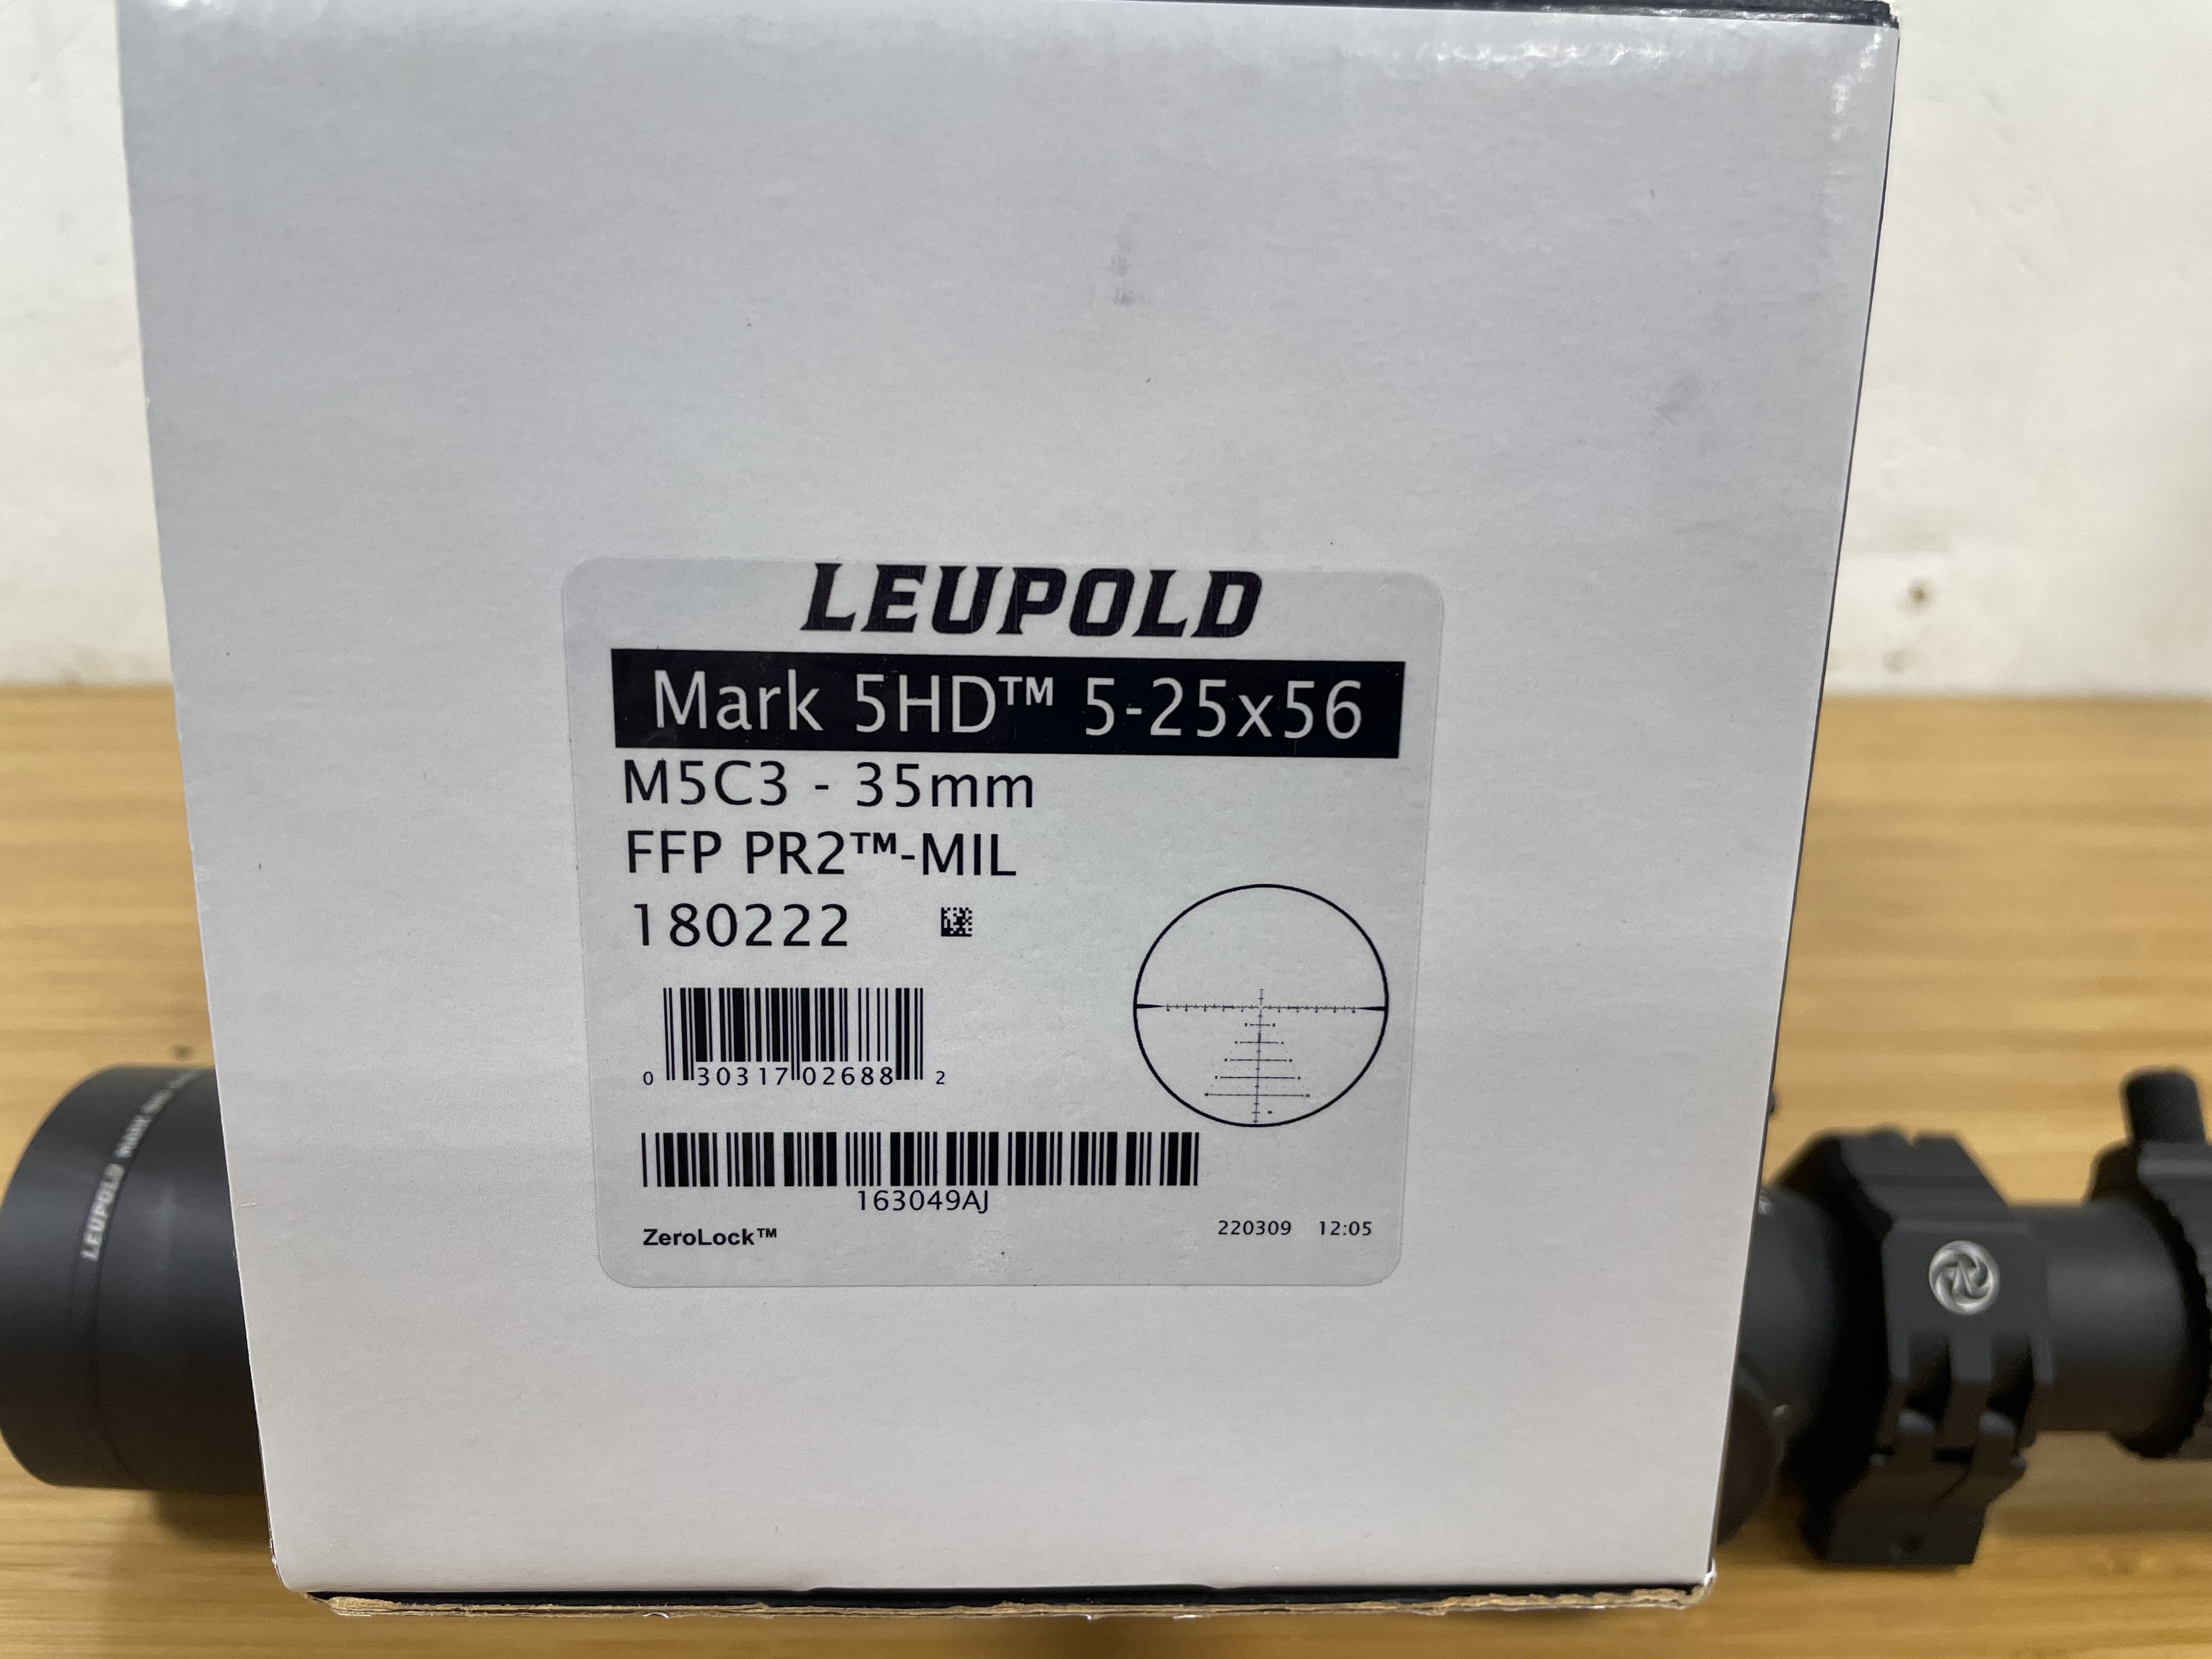 LEUPOLD
Mark 5HD™ 5-25x56
M5C3 - 35mm
FFP PR2™-MIL
180222
0 30317 02688 2
163049AJ
ZeroLock™ 220309 12:05
LEUPOLD